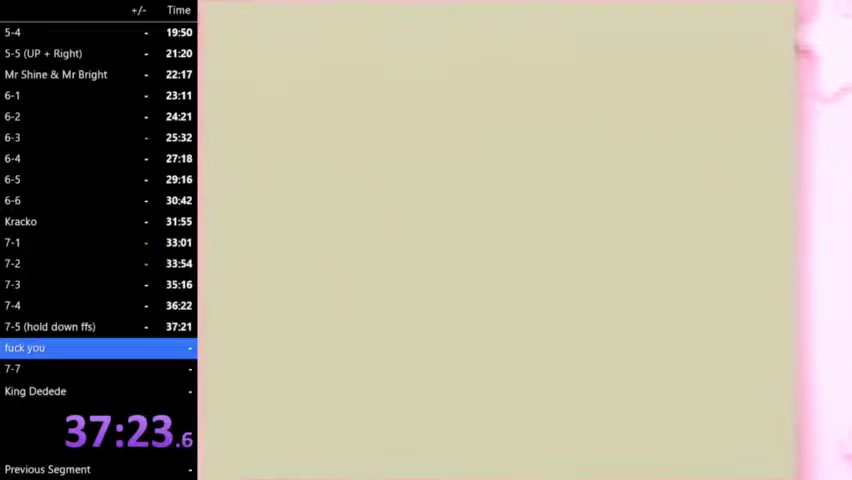 +/- Time
5-4 - 19:50
5-5 (UP + Right) - 21:20
Mr Shine & Mr Bright - 22:17
6-1 - 23:11
6-2 - 24:21
6-3 - 25:32
6-4 - 27:18
6-5 - 29:16
6-6 - 30:42
Kracko - 31:55
7-1 - 33:01
7-2 - 33:54
7-3 - 35:16
7-4 - 36:22
7-5 (hold down ffs) - 37:21
fuck you -
7-7 -
King Dedede -
37:23.6
Previous Segment -